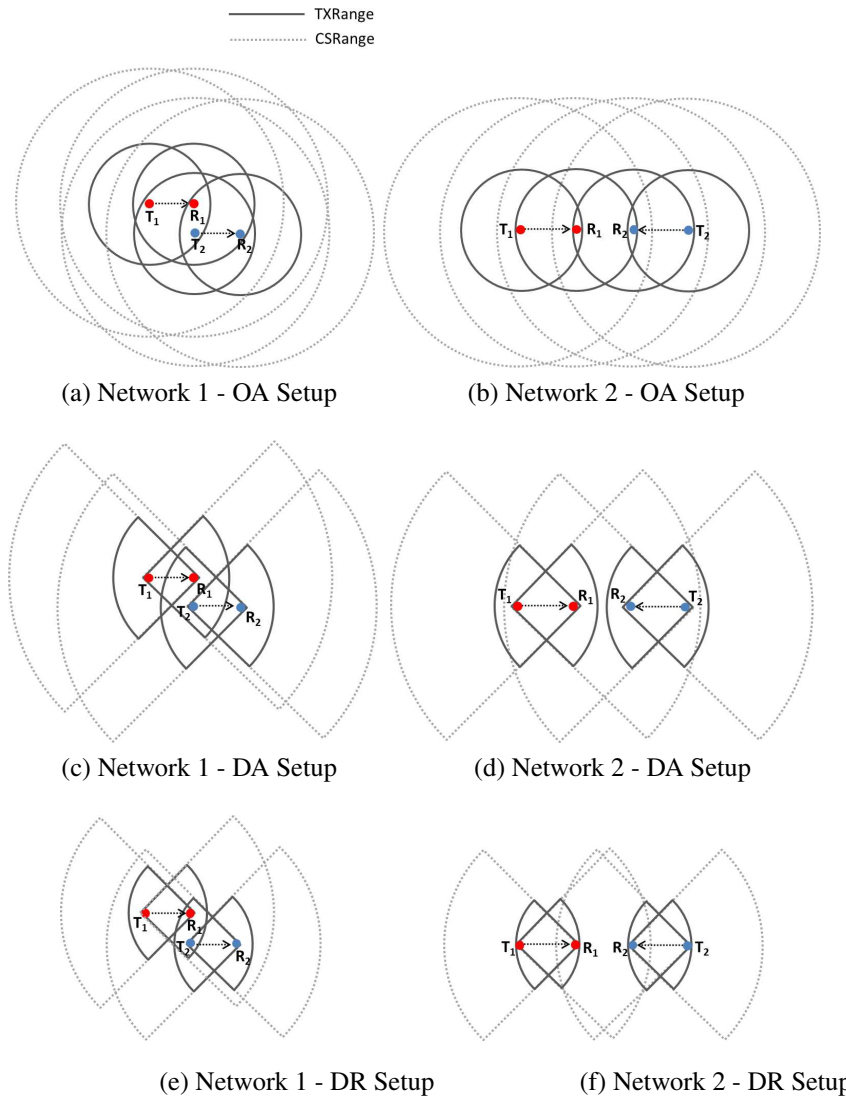 TXRange
CSRange
T1 R1
T2 R2
T1 R1 R2 T2
(a) Network 1 - OA Setup (b) Network 2 - OA Setup
T1 R1
T2 R2
T1 R1 R2 T2
(c) Network 1 - DA Setup (d) Network 2 - DA Setup
T1 R1
T2 R2
T1 R1 R2 T2
(e) Network 1 - DR Setup (f) Network 2 - DR Setup